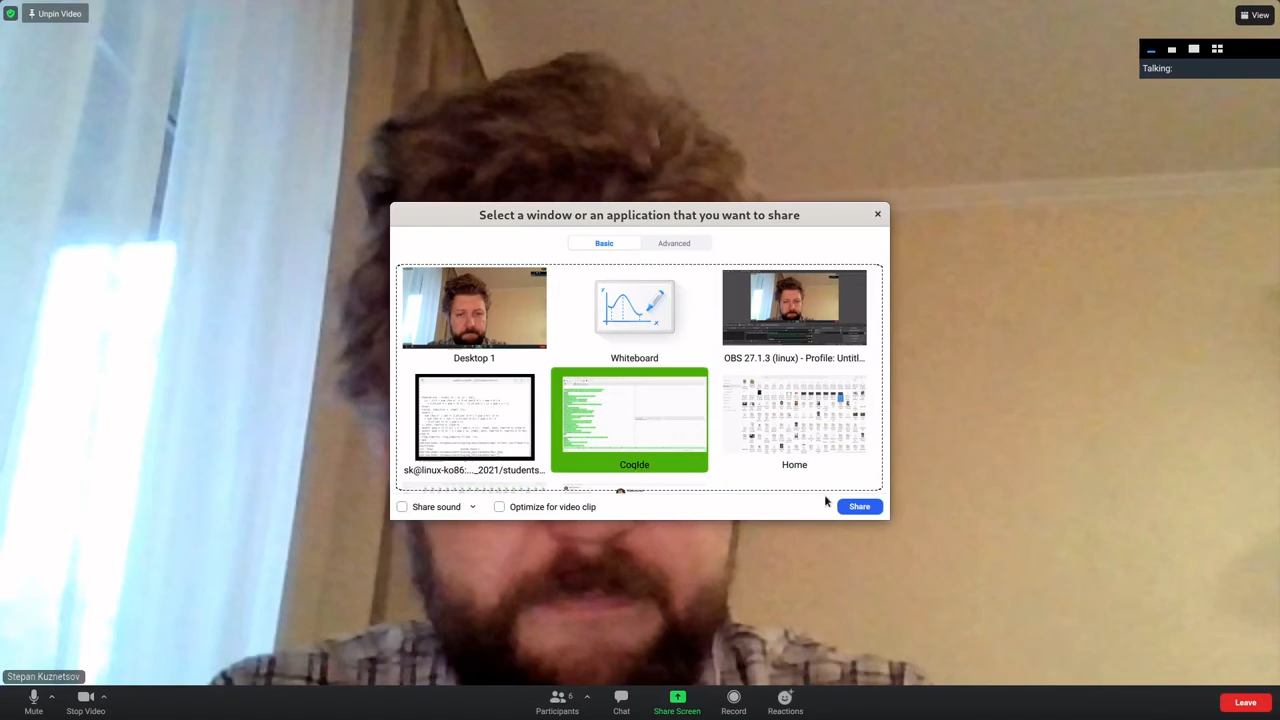 Unpin Video
View
Talking:
Select a window or an application that you want to share
Basic
Advanced
Desktop 1
Whiteboard
OBS 27.1.3 (linux) - Profile: Untitl...
sk@linux-ko86:..._2021/students...
CoqIde
Home
Share sound
Optimize for video clip
Share
Stepan Kuznetsov
Mute
Stop Video
6
Participants
Chat
Share Screen
Record
Reactions
Leave